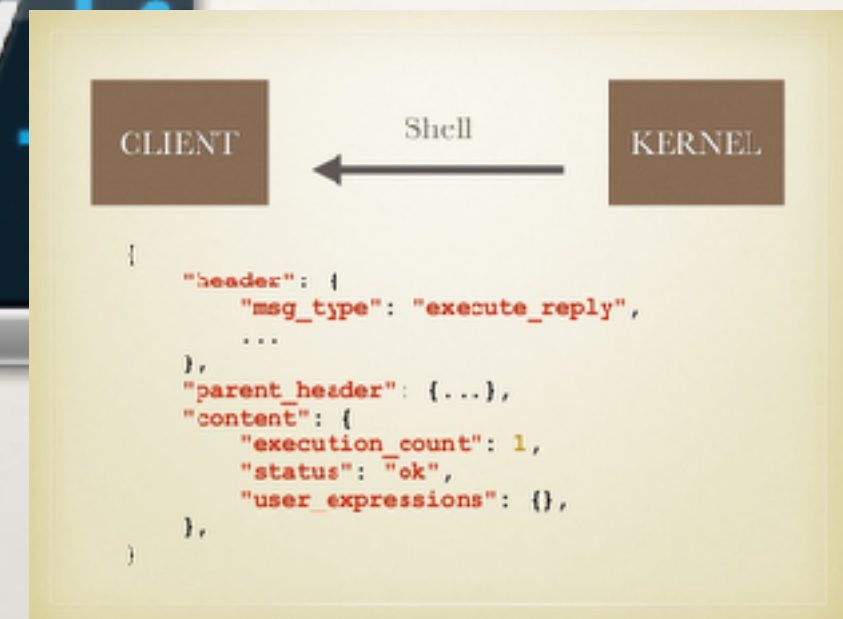 CLIENT
Shell
KERNEL
{
"header": {
"msg_type": "execute_reply",
...
},
"parent_header": {...},
"content": {
"execution_count": 1,
"status": "ok",
"user_expressions": {},
},
}